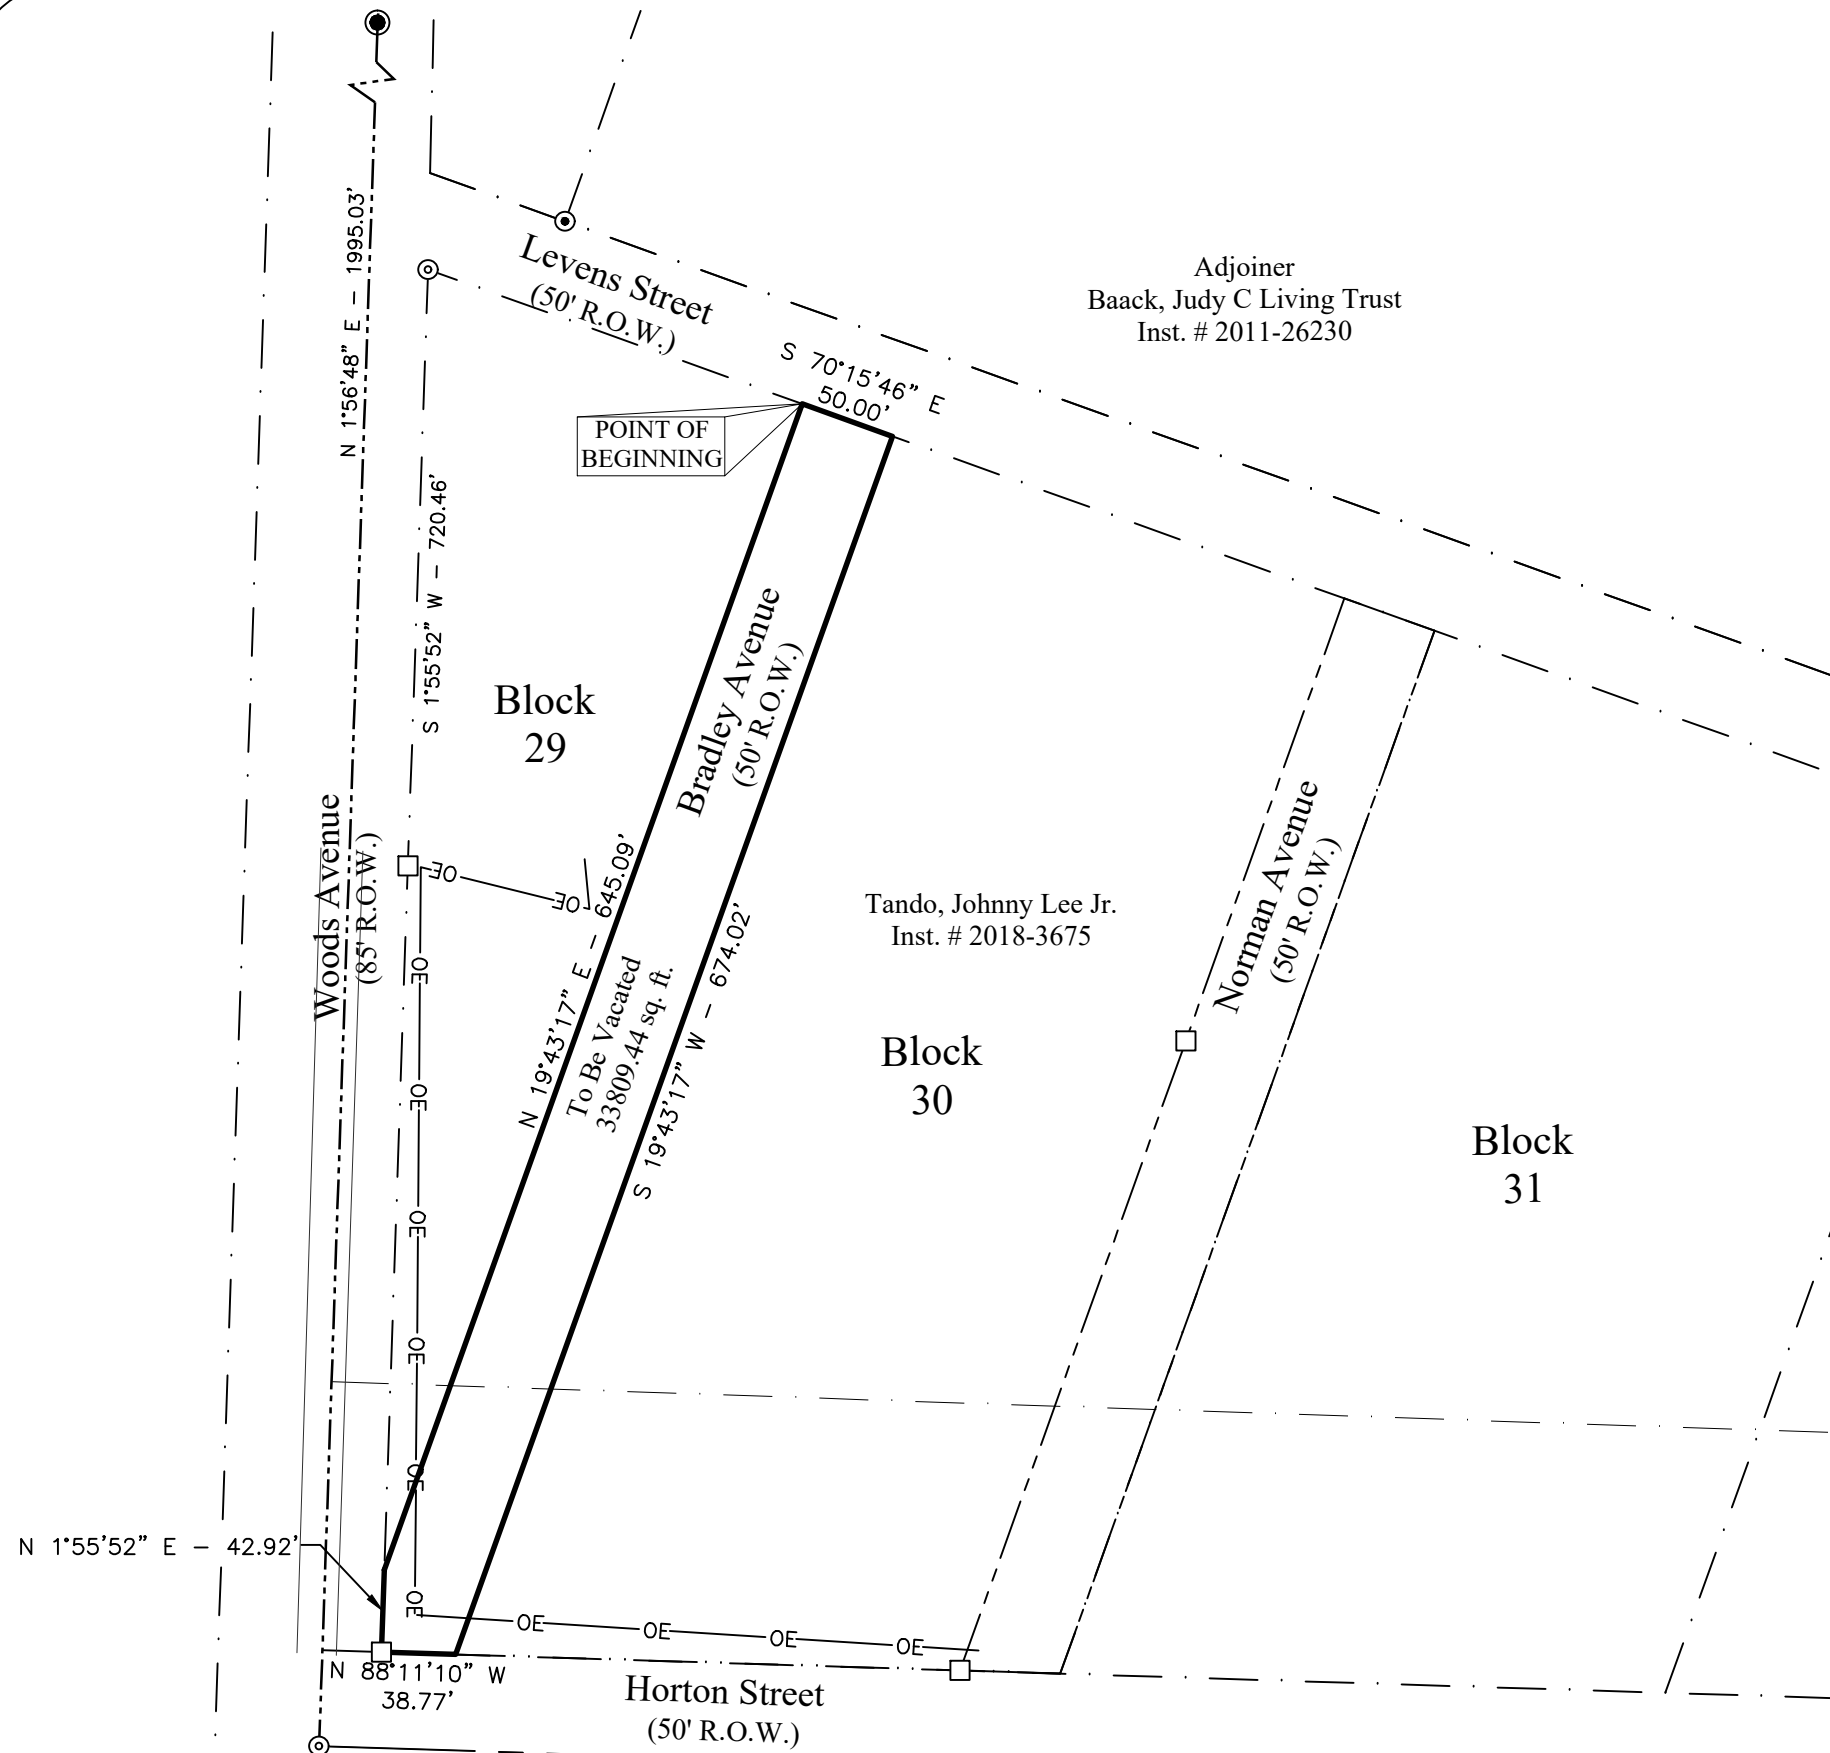 N 1°56'48" E – 1995.03'
Levens Street
(50' R.O.W.)
Adjoiner
Baack, Judy C Living Trust
Inst. # 2011-26230
S 70°15'46" E
50.00'
POINT OF
BEGINNING
S 1°55'52" W – 720.46'
Block
29
Bradley Avenue
(50' R.O.W.)
Woods Avenue
(85' R.O.W.)
OE
OE
N 19°43'17" E – 645.09'
To Be Vacated
33809.44 sq. ft.
S 19°43'17" W – 674.02'
Tando, Johnny Lee Jr.
Inst. # 2018-3675
Block
30
Norman Avenue
(50' R.O.W.)
Block
31
OE
OE
OE
OE
OE
OE
N 1°55'52" E – 42.92'
OE
OE
OE
OE
N 88°11'10" W
38.77'
Horton Street
(50' R.O.W.)